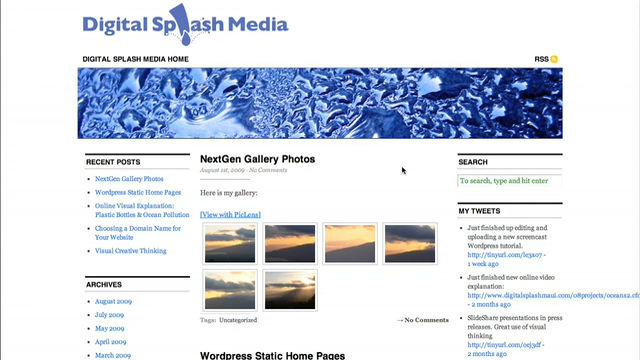 Digital Splash Media
DIGITAL SPLASH MEDIA HOME
RSS
RECENT POSTS
NextGen Gallery Photos
Wordpress Static Home Pages
Online Visual Explanation:
Plastic Bottles & Ocean Pollution
Choosing a Domain Name for
Your Website
Visual Creative Thinking
ARCHIVES
August 2009
July 2009
May 2009
April 2009
March 2009
NextGen Gallery Photos
August 1st, 2009 · No Comments
Here is my gallery:
[View with PicLens]
Tags: Uncategorized
→ No Comments
Wordpress Static Home Pages
SEARCH
To search, type and hit enter
MY TWEETS
Just finished up editing and
uploading a new screencast
Wordpress tutorial.
http://tinyurl.com/le3xo7 -
1 week ago
Just finished new online video
explanation:
http://www.digitalsplashmaui.com/08projects/oceans2.cfm
- 2 months ago
SlideShare presentations in press
releases. Great use of visual
thinking
http://tinyurl.com/oej3df -
2 months ago